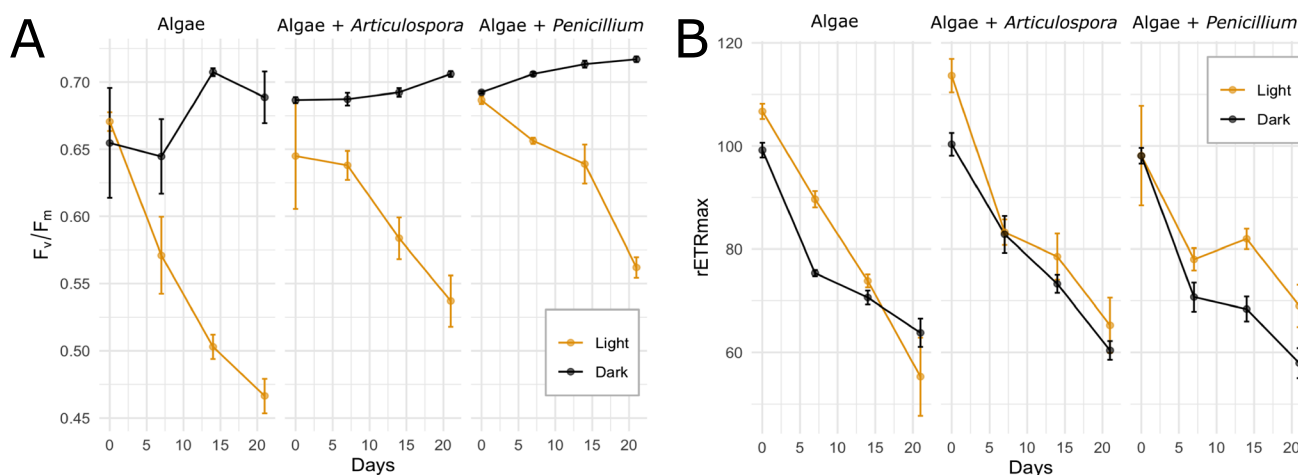 A
Algae
Algae + Articulospora
Algae + Penicillium
Fv/Fm
0.70
0.65
0.60
0.55
0.50
0.45
0 5 10 15 20
0 5 10 15 20
0 5 10 15 20
Days
Light
Dark
B
Algae
Algae + Articulospora
Algae + Penicillium
rETRmax
120
100
80
60
0 5 10 15 20
0 5 10 15 20
0 5 10 15 20
Days
Light
Dark